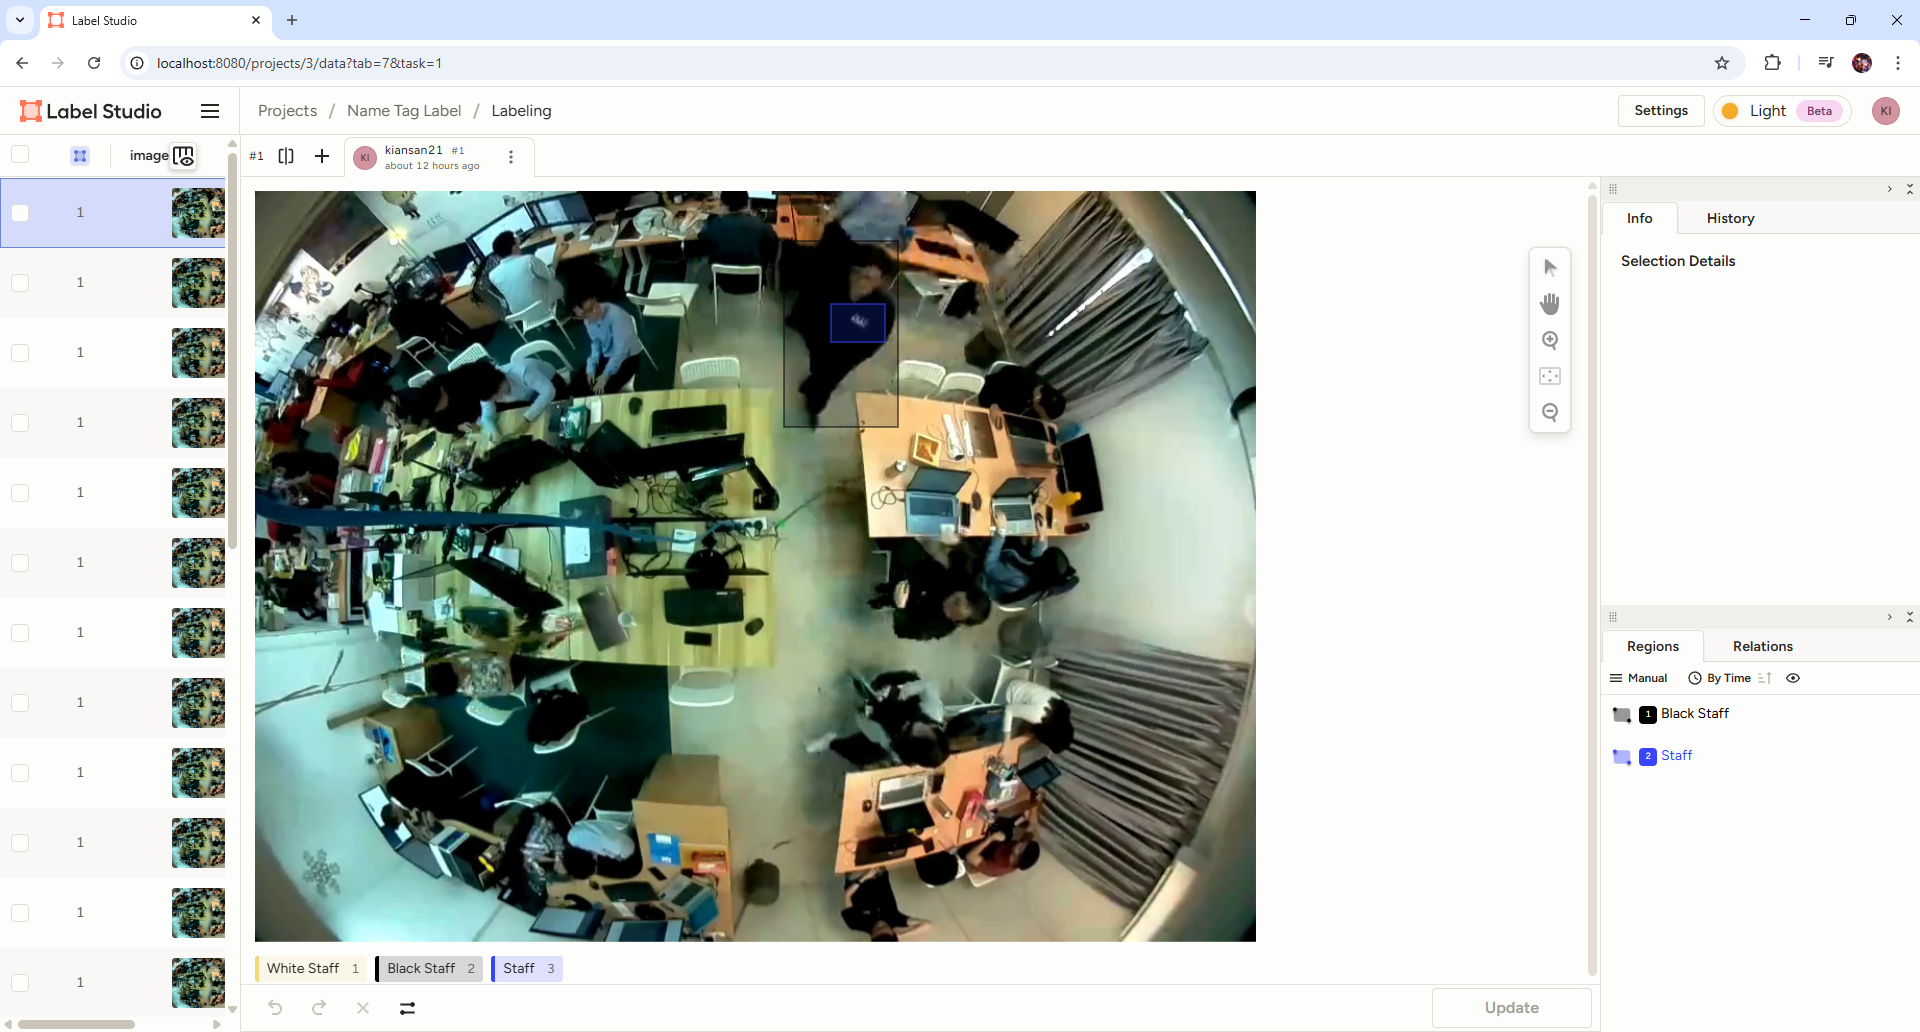 Label Studio
localhost:8080/projects/3/data?tab=7&task=1
Label Studio
Projects / Name Tag Label / Labeling
Settings
Light Beta
KI
image
#1
KI
kiansan21 #1
about 12 hours ago
1
1
1
1
1
1
1
1
1
1
1
1
Info History
Selection Details
Regions Relations
Manual By Time
1 Black Staff
2 Staff
White Staff 1 Black Staff 2 Staff 3
Update